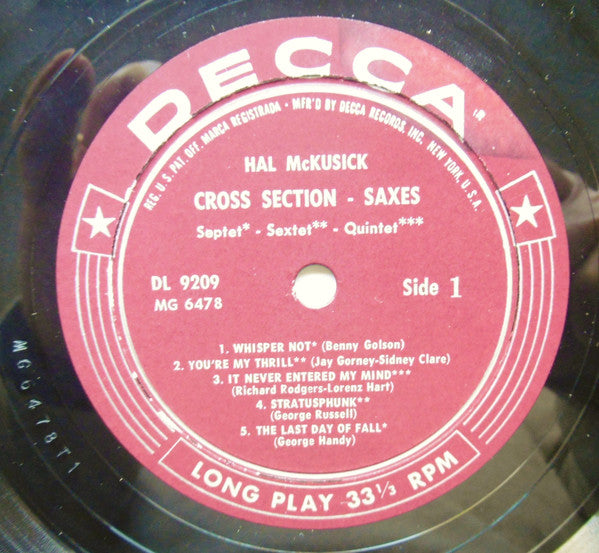 DECCA®
REG. U.S. PAT. OFF. MARCA REGISTRADA • MFR'D BY DECCA RECORDS, INC. NEW YORK, U.S.A.
HAL McKUSICK
CROSS SECTION - SAXES
Septet* - Sextet** - Quintet***
DL 9209
MG 6478
Side 1
1. WHISPER NOT* (Benny Golson)
2. YOU'RE MY THRILL** (Jay Gorney-Sidney Clare)
3. IT NEVER ENTERED MY MIND***
(Richard Rodgers-Lorenz Hart)
4. STRATUSPHUNK**
(George Russell)
5. THE LAST DAY OF FALL*
(George Handy)
LONG PLAY 33⅓ RPM
MG6478T1